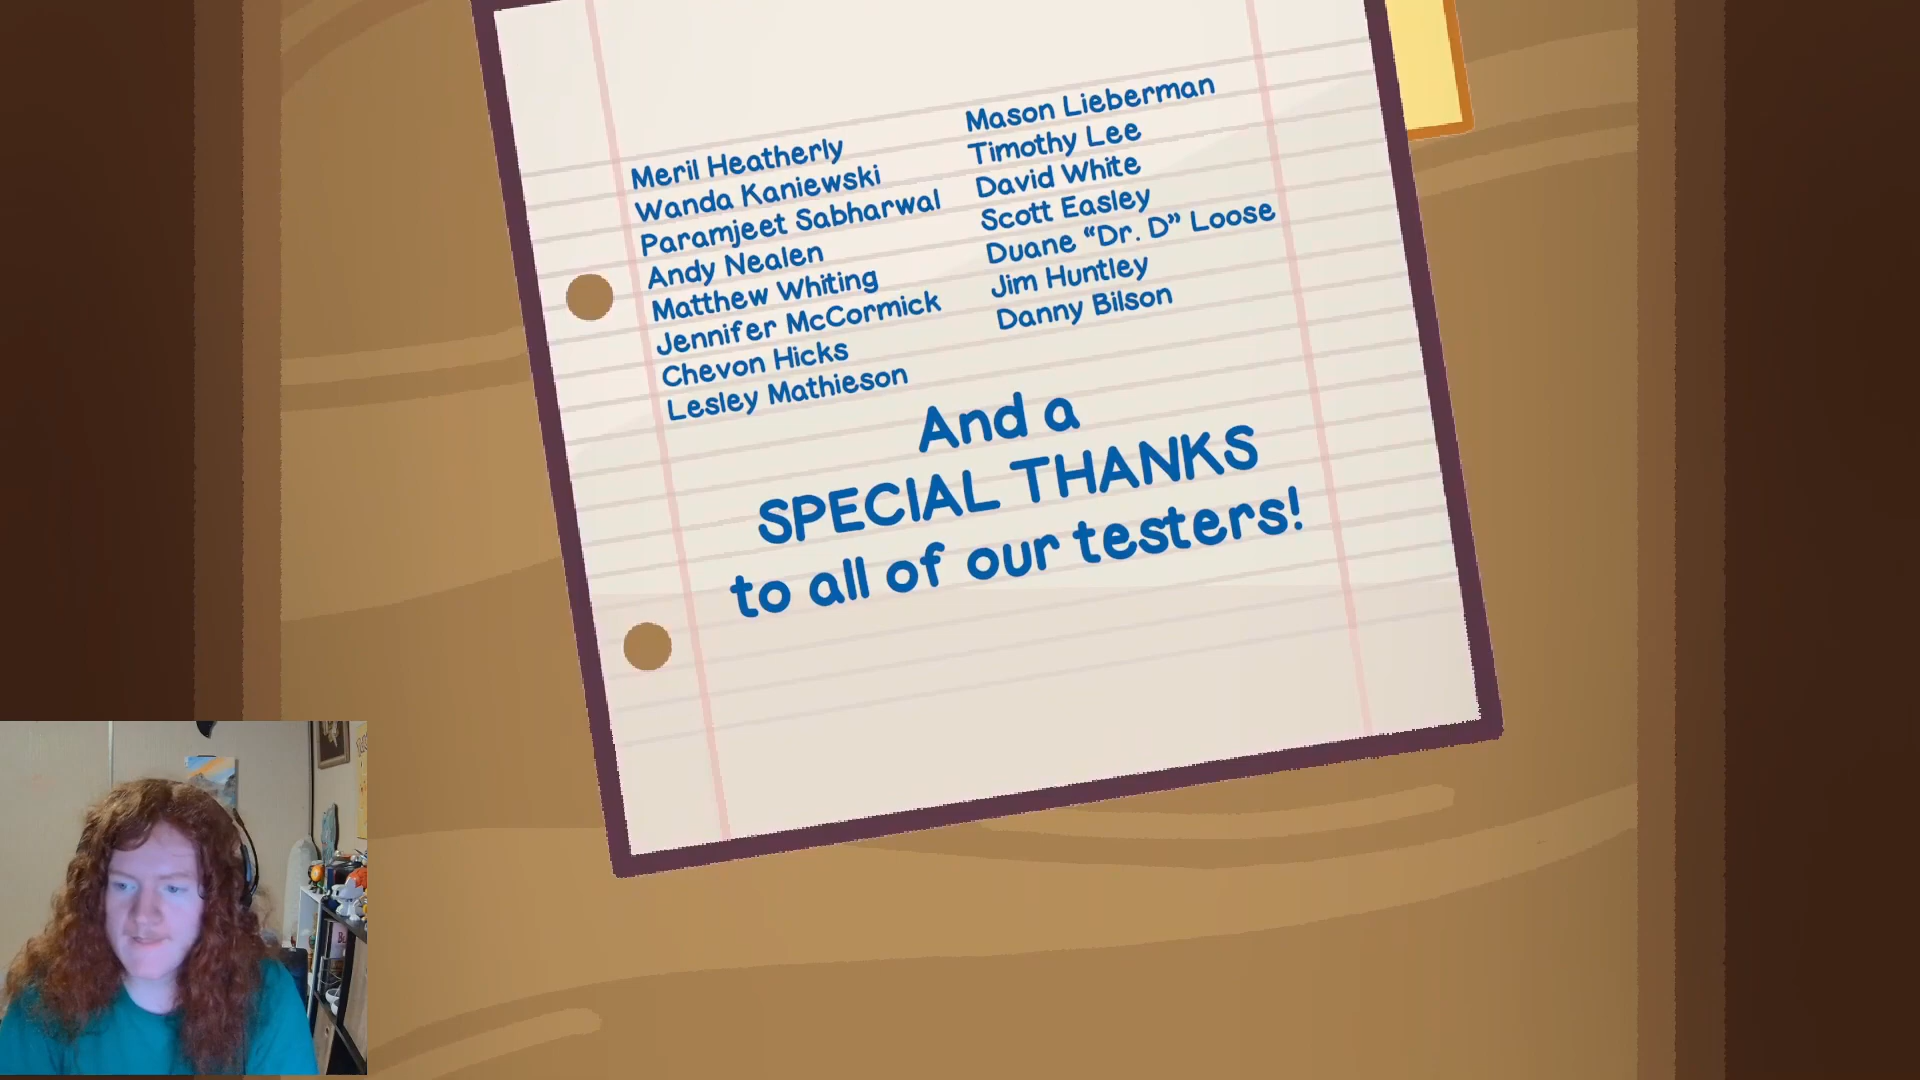 Meril Heatherly
Wanda Kaniewski
Paramjeet Sabharwal
Andy Nealen
Matthew Whiting
Jennifer McCormick
Chevon Hicks
Lesley Mathieson
Mason Lieberman
Timothy Lee
David White
Scott Easley
Duane “Dr. D” Loose
Jim Huntley
Danny Bilson
And a
SPECIAL THANKS
to all of our testers!